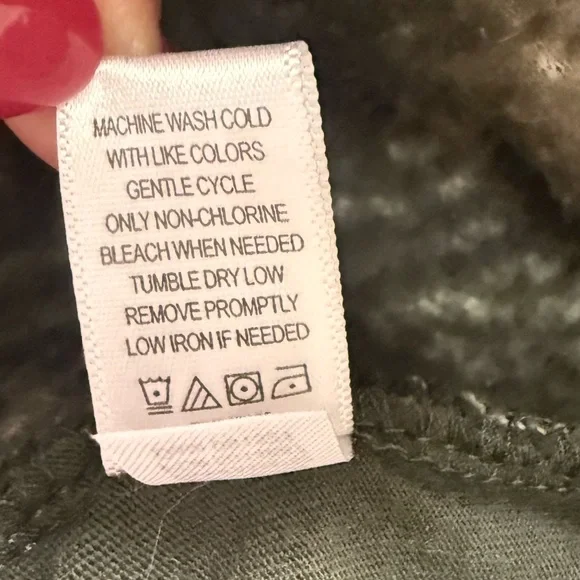 MACHINE WASH COLD
WITH LIKE COLORS
GENTLE CYCLE
ONLY NON-CHLORINE
BLEACH WHEN NEEDED
TUMBLE DRY LOW
REMOVE PROMPTLY
LOW IRON IF NEEDED